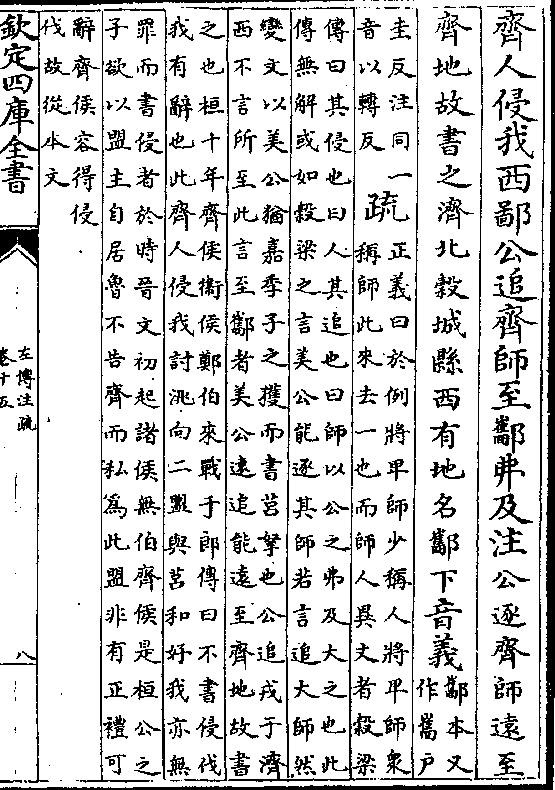 齊人侵我西鄙公追齊師至酅弗及注公逐齊師遠至
齊地故書之濟北穀城縣西有地名酅下音義
酅本又
作嶲戶
圭反注同一
音以轉反
疏
正義曰於例將卑師少稱人將卑師衆
稱師此來去一也而師人異文者穀梁
傳曰其侵也曰人其追也曰師以公之弗及大之也此
傳無解或如穀梁之言美公能逐其師若言追大師然
變文以美公猶嘉季子之獲而書莒挐也公追戎于濟
西不言所至此言至酅者美公遠追能遠至齊地故書
之也桓十年齊侯衛侯鄭伯來戰于郎傳曰不書侵伐
我有辭也此齊人侵我討洮向二盟與莒和好我亦無
罪而書侵者於時晉文初起諸侯無伯齊侯是桓公之
子欲以盟主自居魯不告齊而私為此盟非有正禮可
辭齊侯容得侵
伐故從本文
欽定四庫全書
左傳注疏
卷十五
八